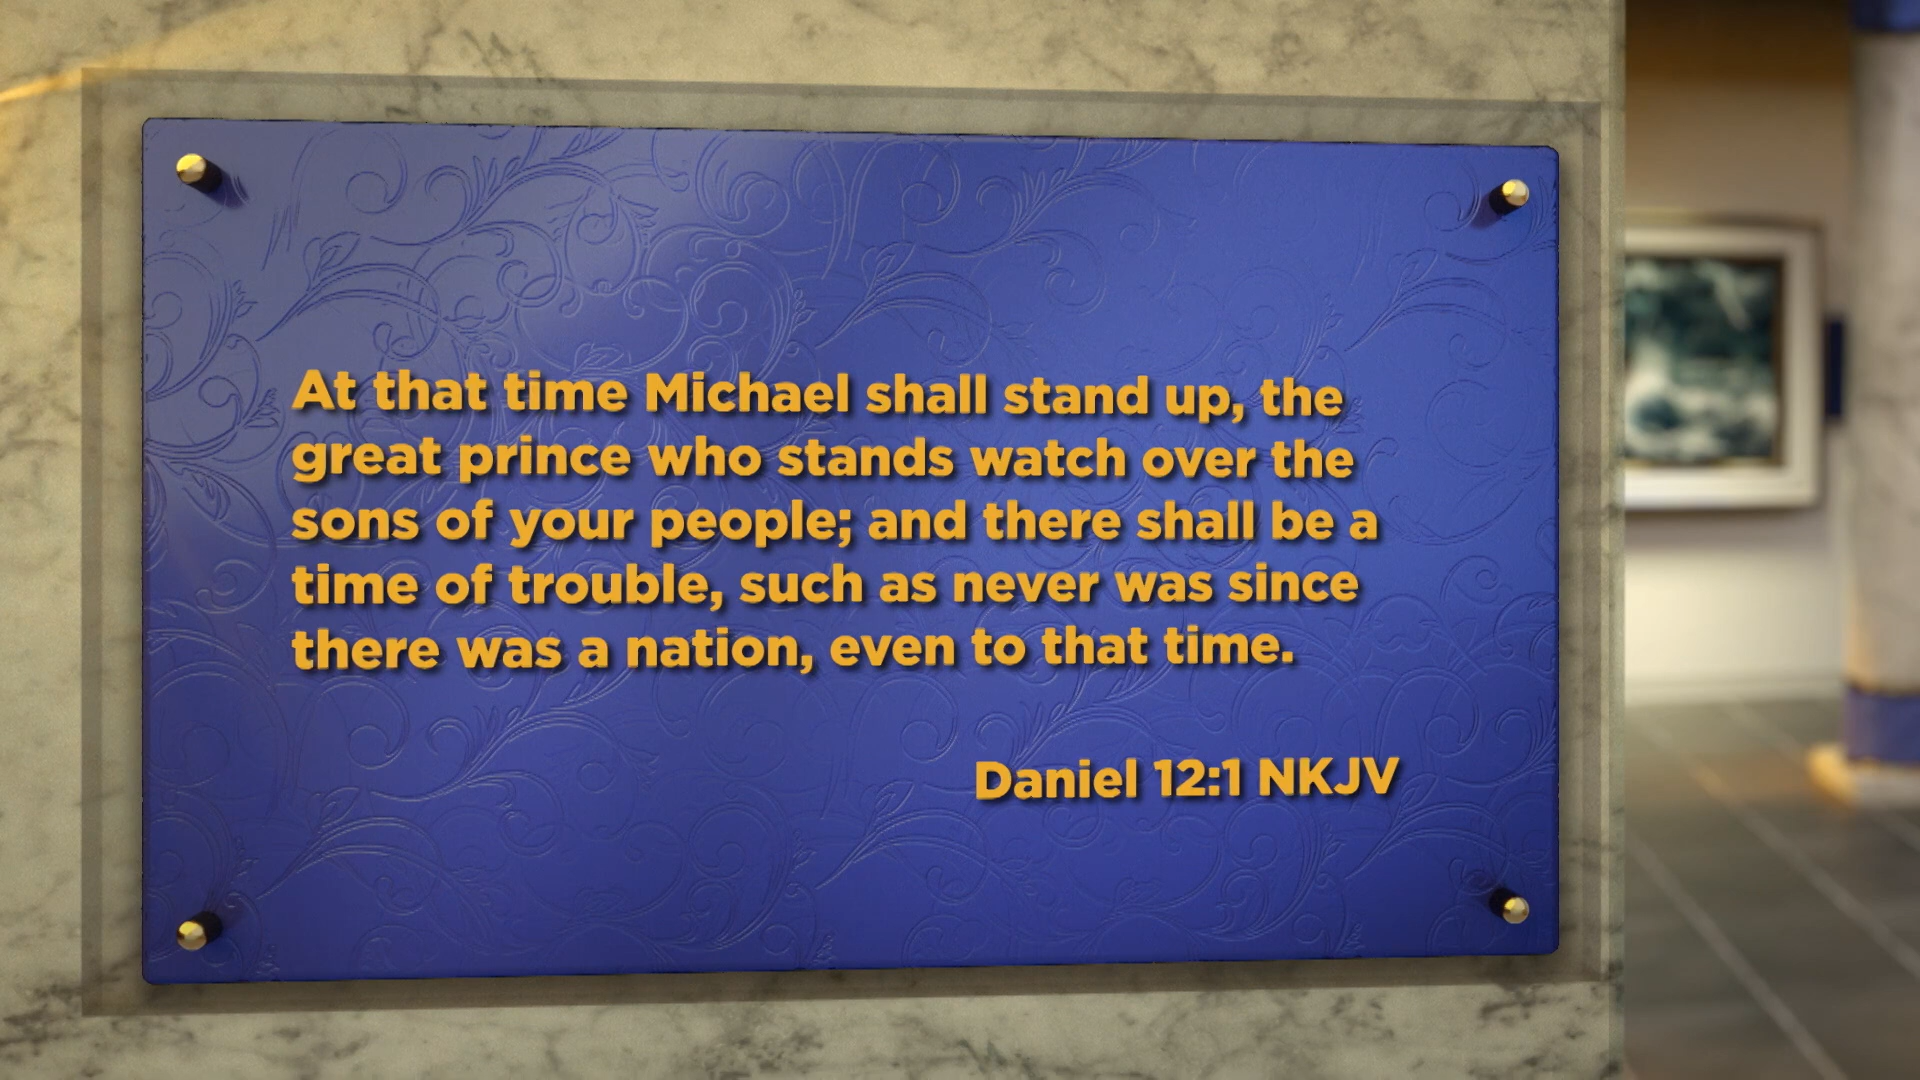 At that time Michael shall stand up, the
great prince who stands watch over the
sons of your people; and there shall be a
time of trouble, such as never was since
there was a nation, even to that time.
Daniel 12:1 NKJV